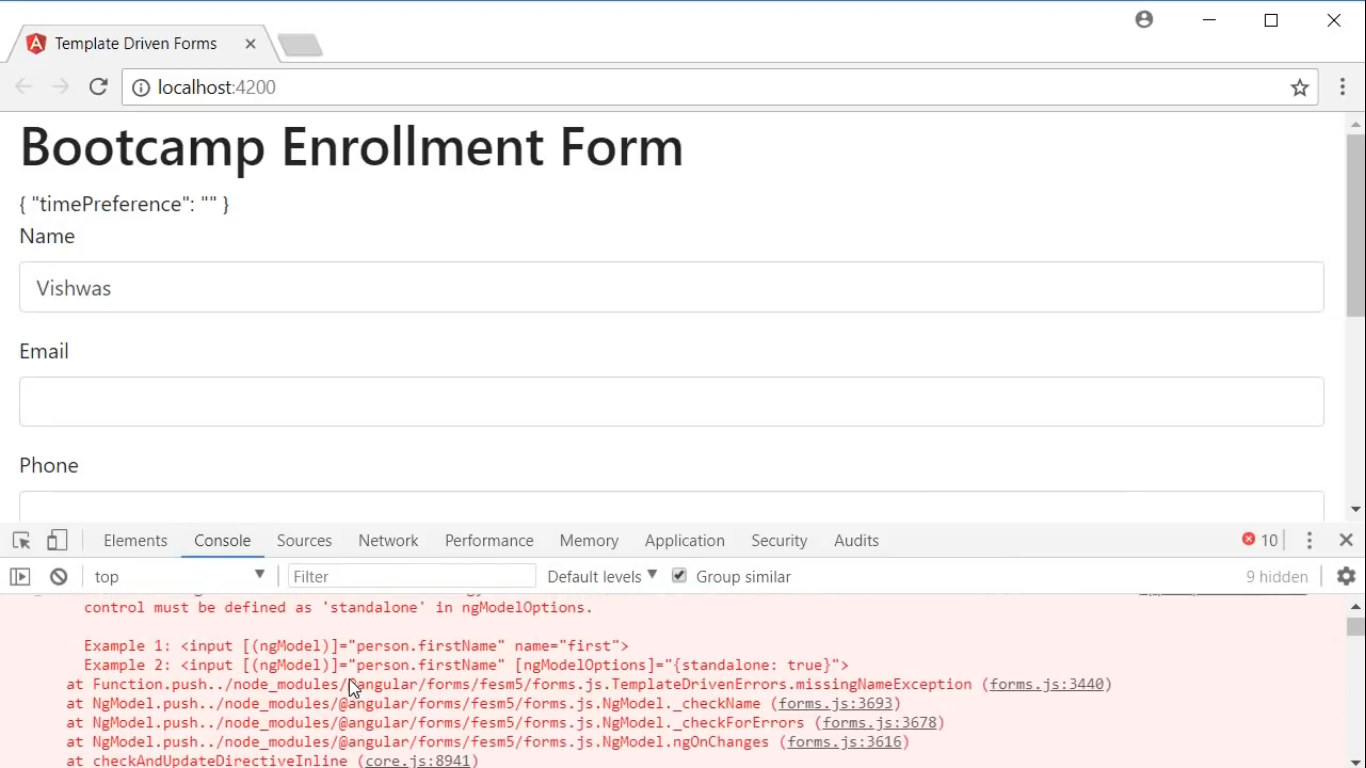 Template Driven Forms
localhost:4200
Bootcamp Enrollment Form
{ "timePreference": "" }
Name
Vishwas
Email
Phone
Elements Console Sources Network Performance Memory Application Security Audits 10
top Filter Default levels Group similar 9 hidden
control must be defined as 'standalone' in ngModelOptions.
Example 1: <input [(ngModel)]="person.firstName" name="first">
Example 2: <input [(ngModel)]="person.firstName" [ngModelOptions]="{standalone: true}">
at Function.push../node_modules/@angular/forms/fesm5/forms.js.TemplateDrivenErrors.missingNameException (forms.js:3440)
at NgModel.push../node_modules/@angular/forms/fesm5/forms.js.NgModel._checkName (forms.js:3693)
at NgModel.push../node_modules/@angular/forms/fesm5/forms.js.NgModel._checkForErrors (forms.js:3678)
at NgModel.push../node_modules/@angular/forms/fesm5/forms.js.NgModel.ngOnChanges (forms.js:3616)
at checkAndUpdateDirectiveInline (core.js:8941)